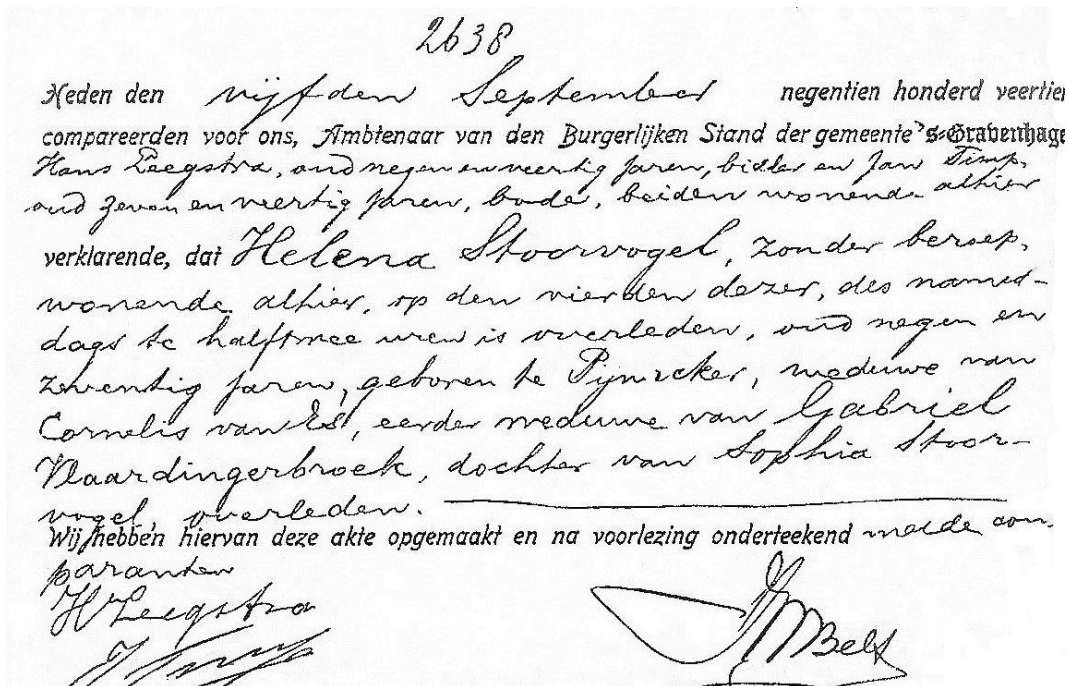 2638
Heden den vijfden September negentien honderd veertien
compareerden voor ons, Ambtenaar van den Burgerlijken Stand der gemeente 's-Gravenhage
Hans Leegstra, oud negen en veertig jaren, bidder en Jan Timp,
oud zeven en veertig jaren, bode, beiden wonende alhier
verklarende, dat Helena Stoorvogel, zonder beroep,
wonende alhier, op den vierden dezer, des namid-
dags te halftwee uren is overleden, oud negen en
zeventig jaren, geboren te Pijnacker, weduwe van
Cornelis van Es, eerder weduwe van Gabriel
Vlaardingerbroek, dochter van Sophia Stoor-
vogel, overleden.
Wij hebben hiervan deze akte opgemaakt en na voorlezing onderteekend met de com-
paranten
H Leegstra
Belt